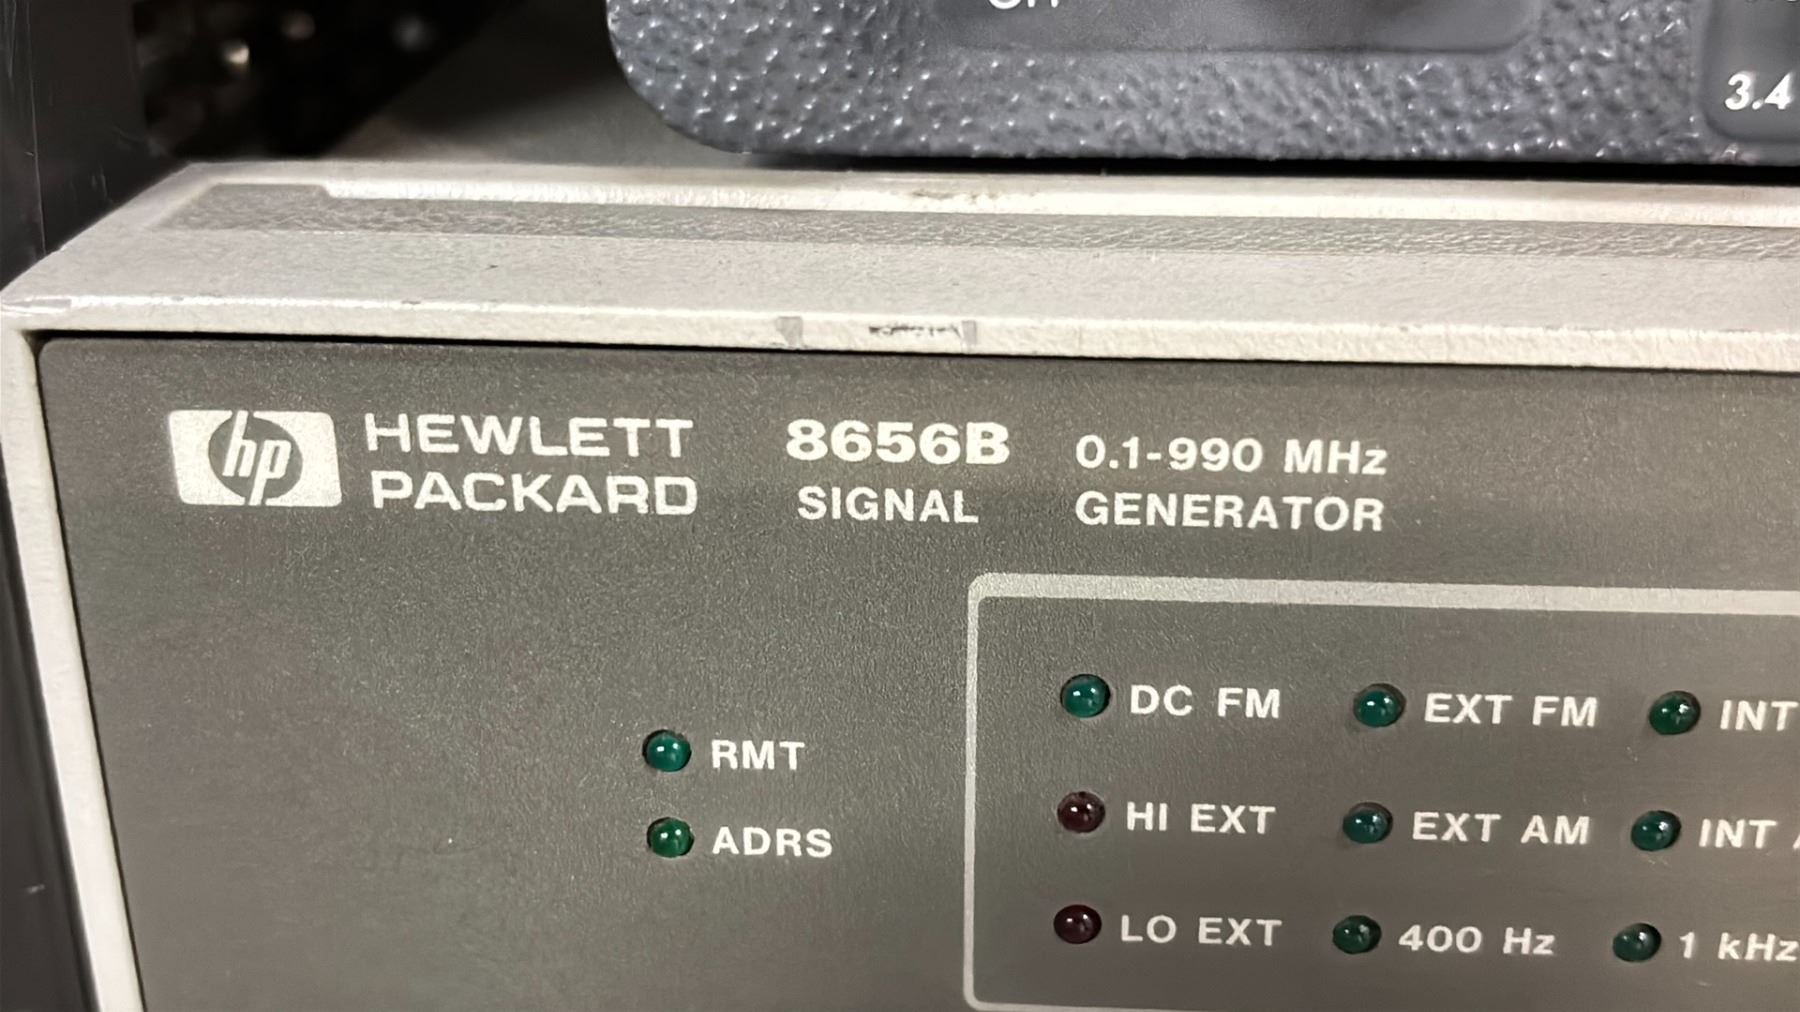 3.4
hp HEWLETT PACKARD
8656B 0.1-990 MHz
SIGNAL GENERATOR
DC FM EXT FM INT
RMT
HI EXT EXT AM INT
ADRS
LO EXT 400 Hz 1 kHz